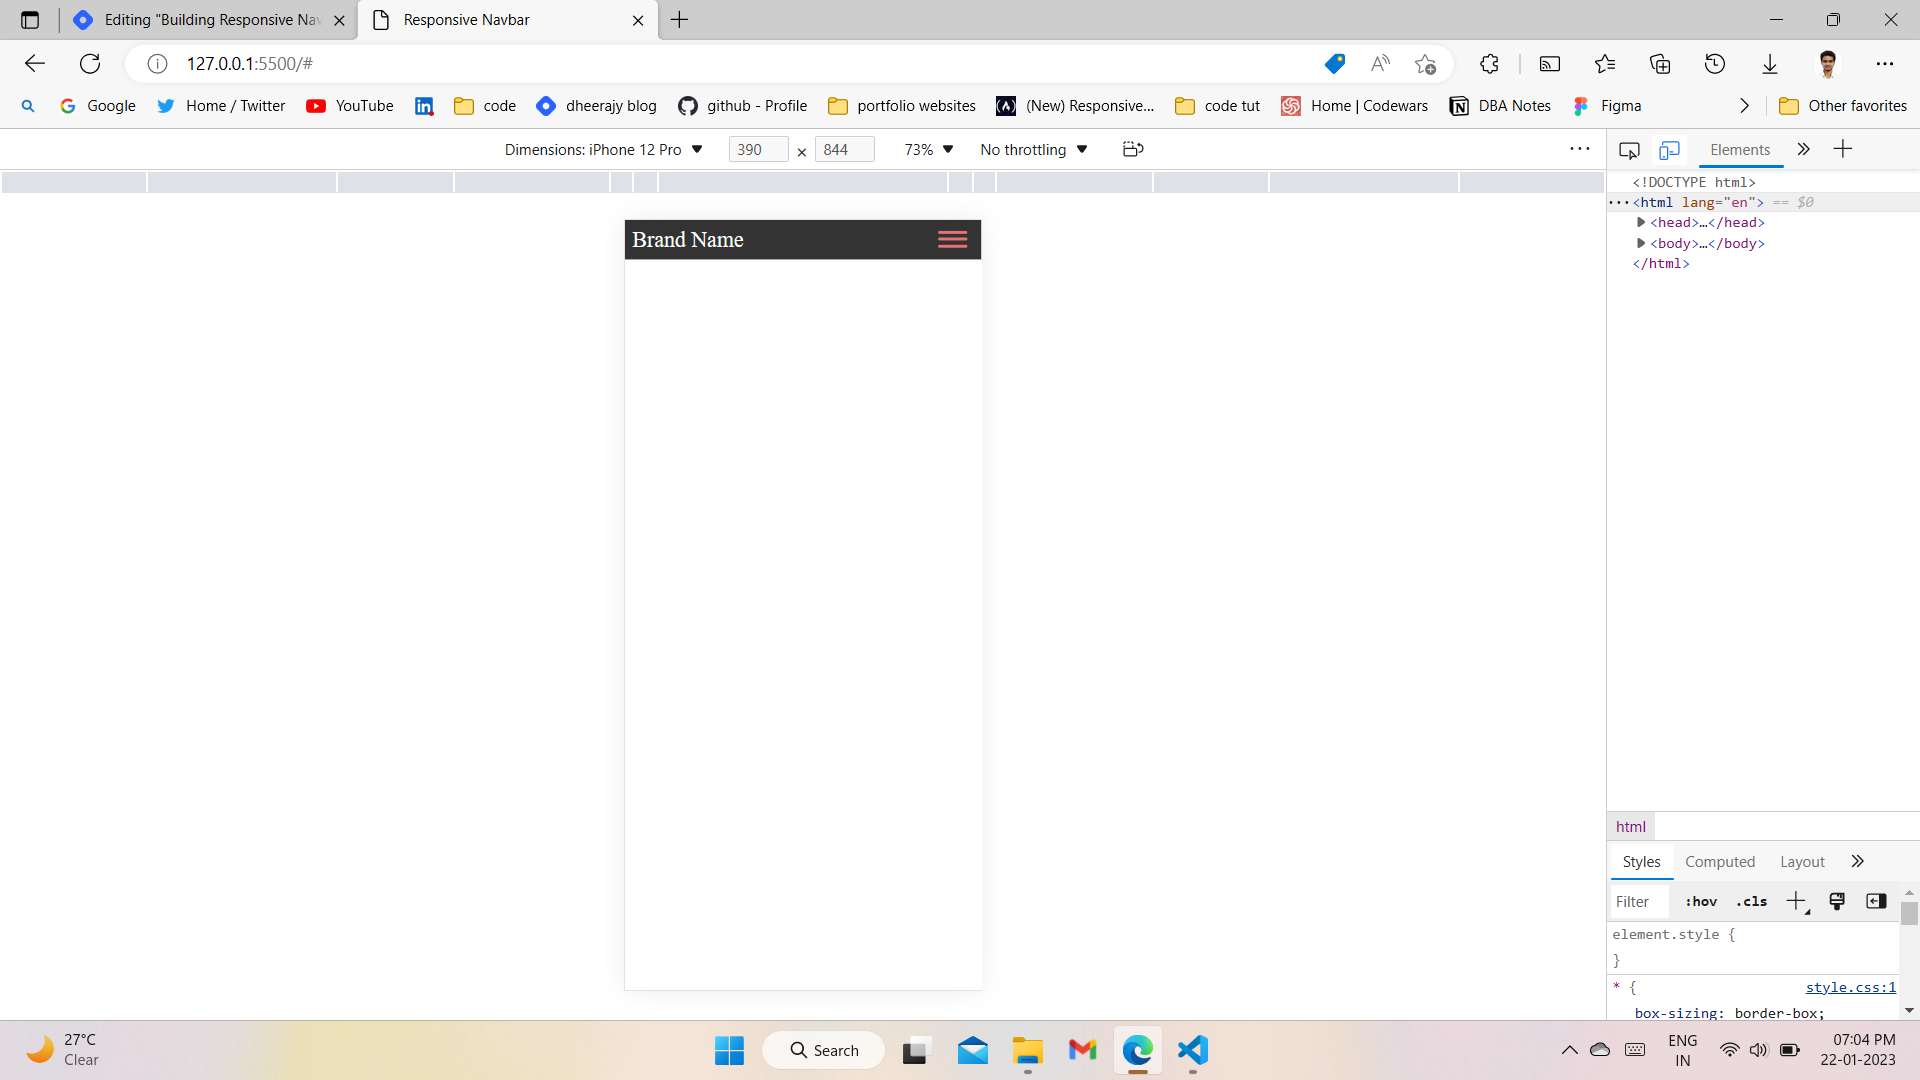 Editing "Building Responsive Nav
Responsive Navbar
127.0.0.1:5500/#
Google
Home / Twitter
YouTube
code
dheerajy blog
github - Profile
portfolio websites
(New) Responsive...
code tut
Home | Codewars
DBA Notes
Figma
Other favorites
Dimensions: iPhone 12 Pro
390 × 844
73%
No throttling
Elements
<!DOCTYPE html>
<html lang="en"> == $0
<head>…</head>
<body>…</body>
</html>
Brand Name
html
Styles
Computed
Layout
Filter
:hov
.cls
element.style {
}
* {
style.css:1
box-sizing: border-box;
27°C
Clear
Search
ENG
IN
07:04 PM
22-01-2023